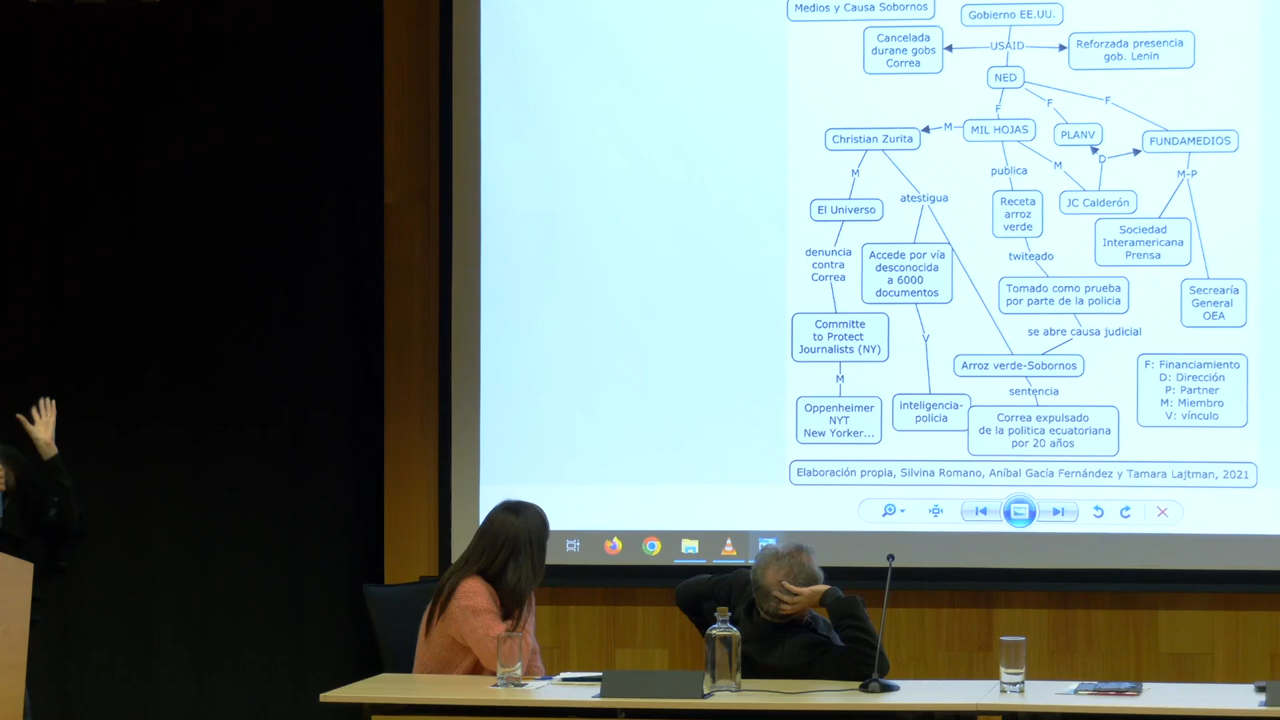 Medios y Causa Sobornos
Gobierno EE.UU.
Cancelada
durane gobs
Correa
USAID
Reforzada presencia
gob. Lenin
NED
F
F
F
Christian Zurita
M
MIL HOJAS
PLANV
FUNDAMEDIOS
D
M
publica
M
M-P
El Universo
atestigua
Receta
arroz
verde
JC Calderón
Sociedad
Interamericana
Prensa
denuncia
contra
Correa
Accede por vía
desconocida
a 6000
documentos
twiteado
Tomado como prueba
por parte de la policia
Secrearía
General
OEA
Committe
to Protect
Journalists (NY)
V
se abre causa judicial
Arroz verde-Sobornos
M
sentencia
Oppenheimer
NYT
New Yorker...
inteligencia-
policia
Correa expulsado
de la politica ecuatoriana
por 20 años
F: Financiamiento
D: Dirección
P: Partner
M: Miembro
V: vínculo
Elaboración propia, Silvina Romano, Aníbal Gacía Fernández y Tamara Lajtman, 2021